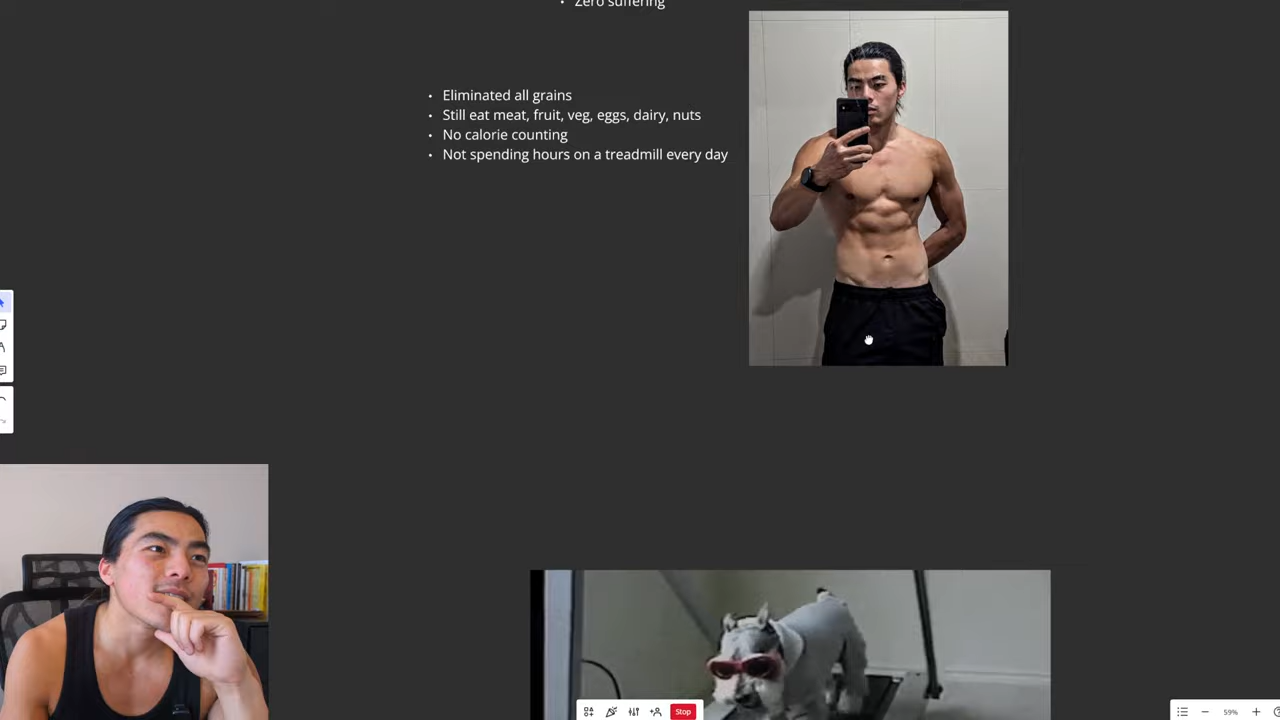 Zero suffering
Eliminated all grains
Still eat meat, fruit, veg, eggs, dairy, nuts
No calorie counting
Not spending hours on a treadmill every day
Stop
59%